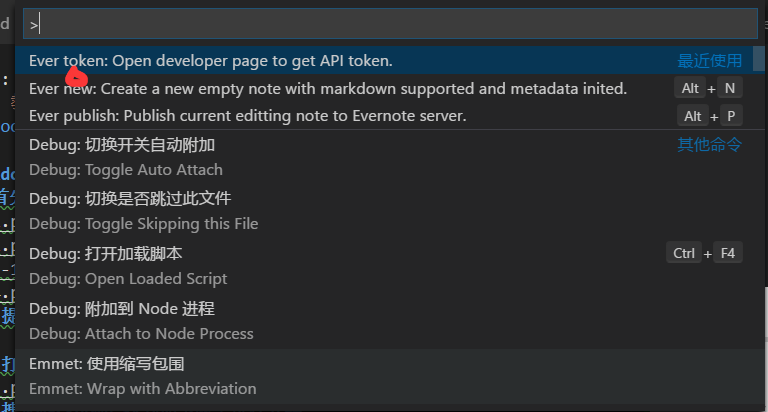 >
Ever token: Open developer page to get API token. 最近使用
Ever new: Create a new empty note with markdown supported and metadata inited. Alt + N
Ever publish: Publish current editting note to Evernote server. Alt + P
Debug: 切换开关自动附加 其他命令
Debug: Toggle Auto Attach
Debug: 切换是否跳过此文件
Debug: Toggle Skipping this File
Debug: 打开加载脚本 Ctrl + F4
Debug: Open Loaded Script
Debug: 附加到 Node 进程
Debug: Attach to Node Process
Emmet: 使用缩写包围
Emmet: Wrap with Abbreviation